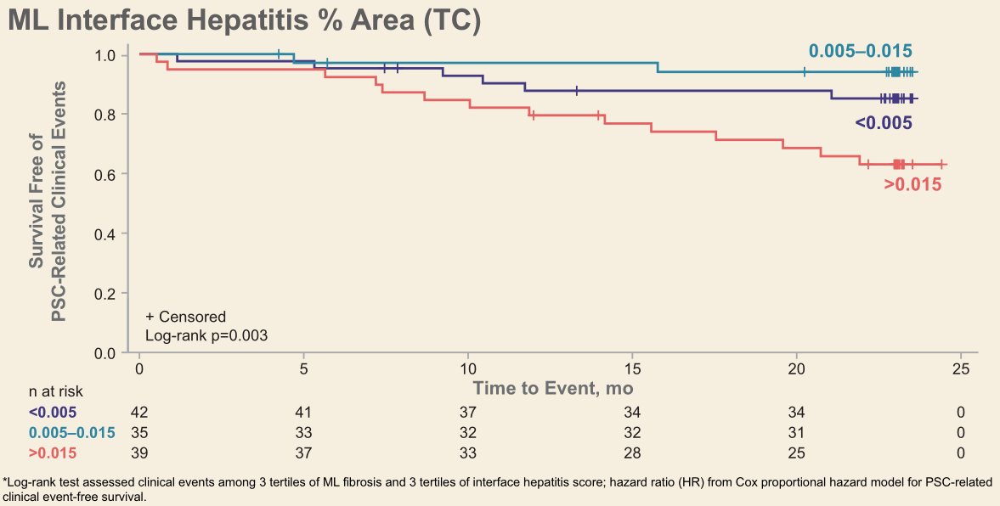 ML Interface Hepatitis % Area (TC)
Survival Free of
PSC-Related Clinical Events
1.0
0.8
0.6
0.4
0.2
0.0
0.005–0.015
<0.005
>0.015
+ Censored
Log-rank p=0.003
0 5 10 15 20 25
Time to Event, mo
n at risk
<0.005 42 41 37 34 34 0
0.005–0.015 35 33 32 32 31 0
>0.015 39 37 33 28 25 0
*Log-rank test assessed clinical events among 3 tertiles of ML fibrosis and 3 tertiles of interface hepatitis score; hazard ratio (HR) from Cox proportional hazard model for PSC-related
clinical event-free survival.